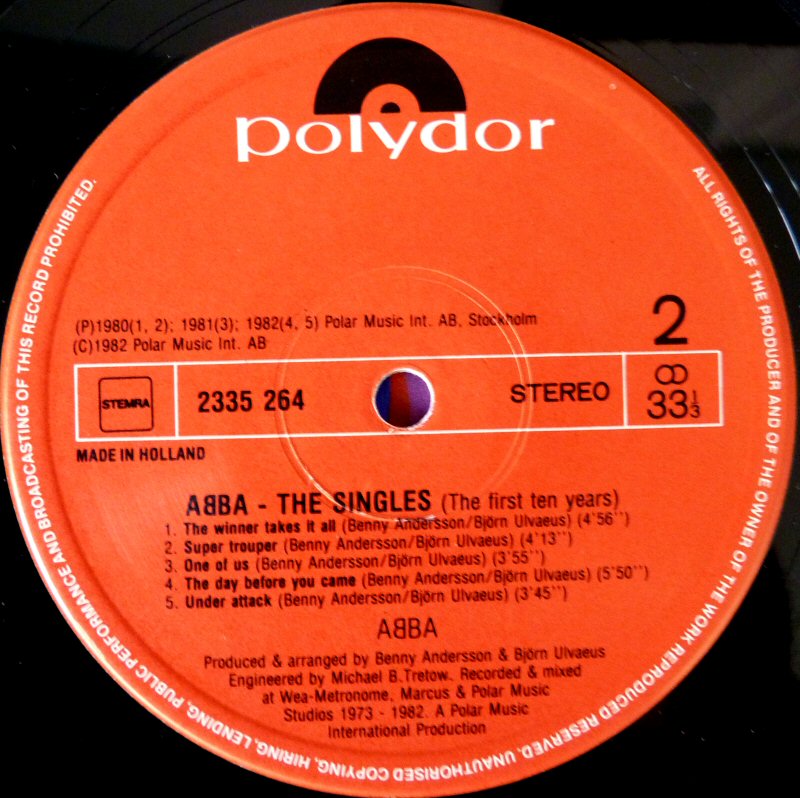 polydor
(P)1980(1, 2); 1981(3); 1982(4, 5) Polar Music Int. AB, Stockholm
(C)1982 Polar Music Int. AB
2
STEMRA
2335 264
STEREO
33 1/3
MADE IN HOLLAND
AᗺBA - THE SINGLES (The first ten years)
1. The winner takes it all (Benny Andersson/Björn Ulvaeus) (4'56'')
2. Super trouper (Benny Andersson/Björn Ulvaeus) (4'13'')
3. One of us (Benny Andersson/Björn Ulvaeus) (3'55'')
4. The day before you came (Benny Andersson/Björn Ulvaeus) (5'50'')
5. Under attack (Benny Andersson/Björn Ulvaeus) (3'45'')
AᗺBA
Produced & arranged by Benny Andersson & Björn Ulvaeus
Engineered by Michael B.Tretow. Recorded & mixed
at Wea-Metronome, Marcus & Polar Music
Studios 1973 - 1982. A Polar Music
International Production
ALL RIGHTS OF THE PRODUCER AND OF THE OWNER OF THE WORK REPRODUCED RESERVED, UNAUTHORISED COPYING, HIRING, LENDING, PUBLIC PERFORMANCE AND BROADCASTING OF THIS RECORD PROHIBITED.